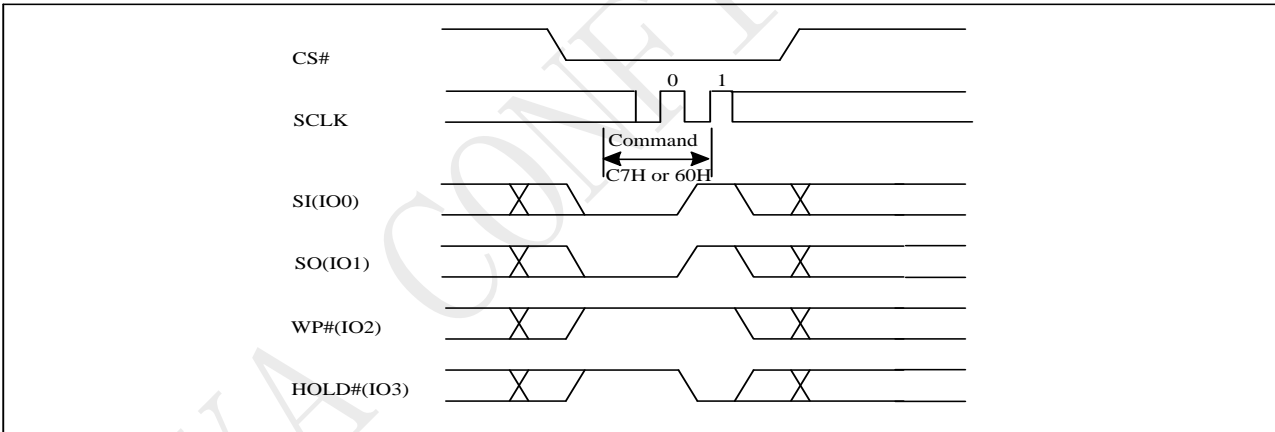 CS#
0 1
SCLK
Command
C7H or 60H
SI(IO0)
SO(IO1)
WP#(IO2)
HOLD#(IO3)